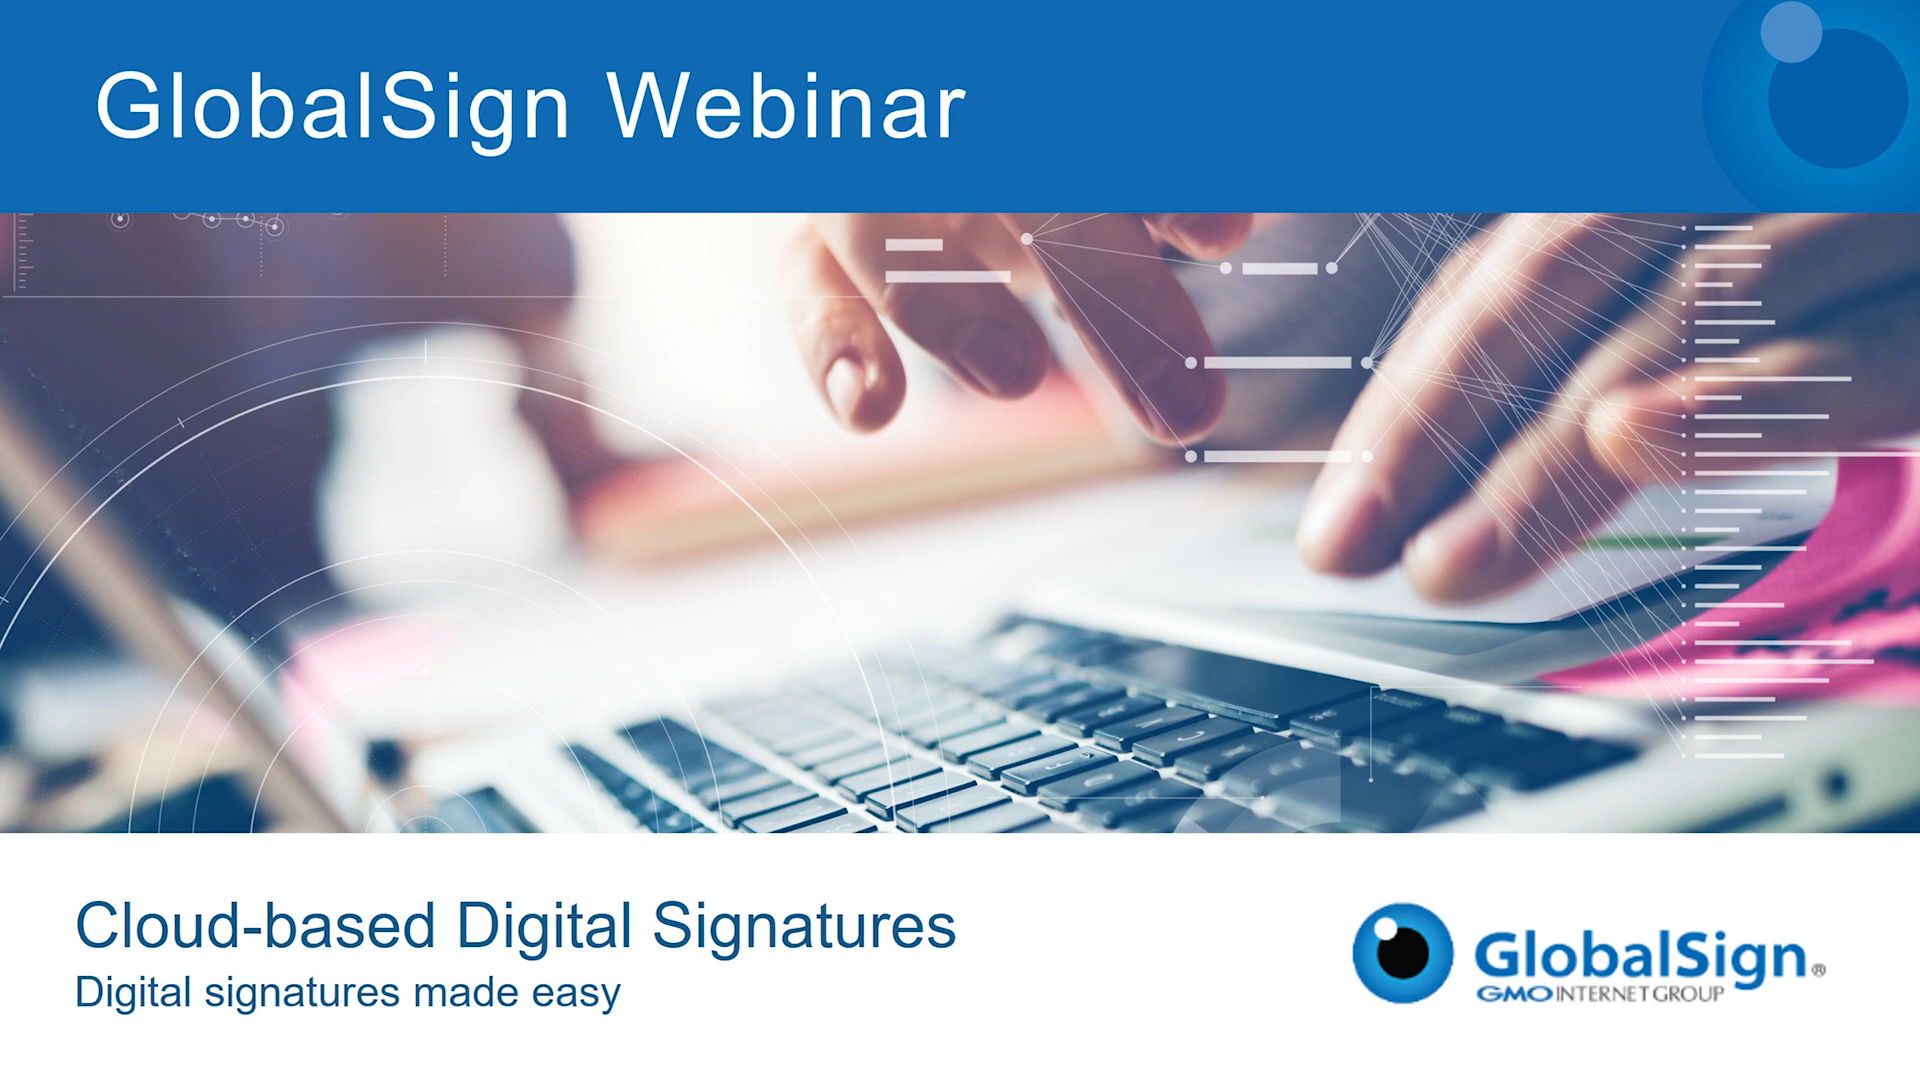 GlobalSign Webinar
Cloud-based Digital Signatures
Digital signatures made easy
GlobalSign®
GMO INTERNET GROUP